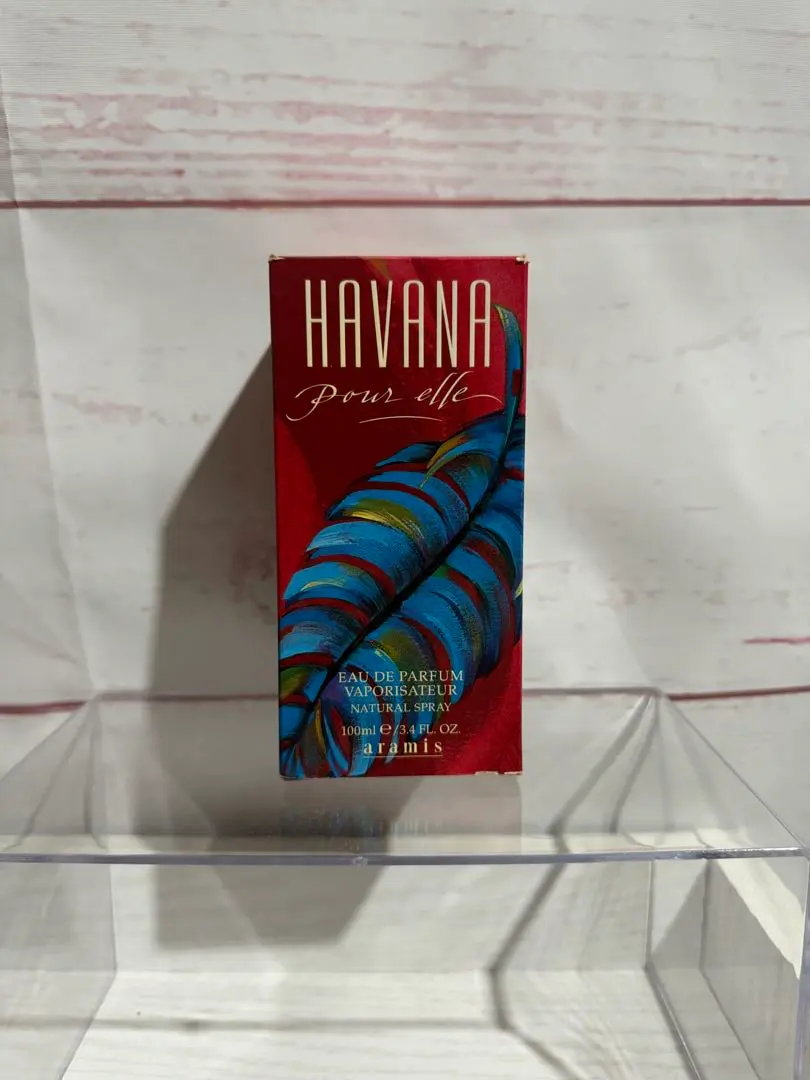 HAVANA
pour elle
EAU DE PARFUM
VAPORISATEUR
NATURAL SPRAY
100ml ℮/3.4 FL. OZ.
aramis